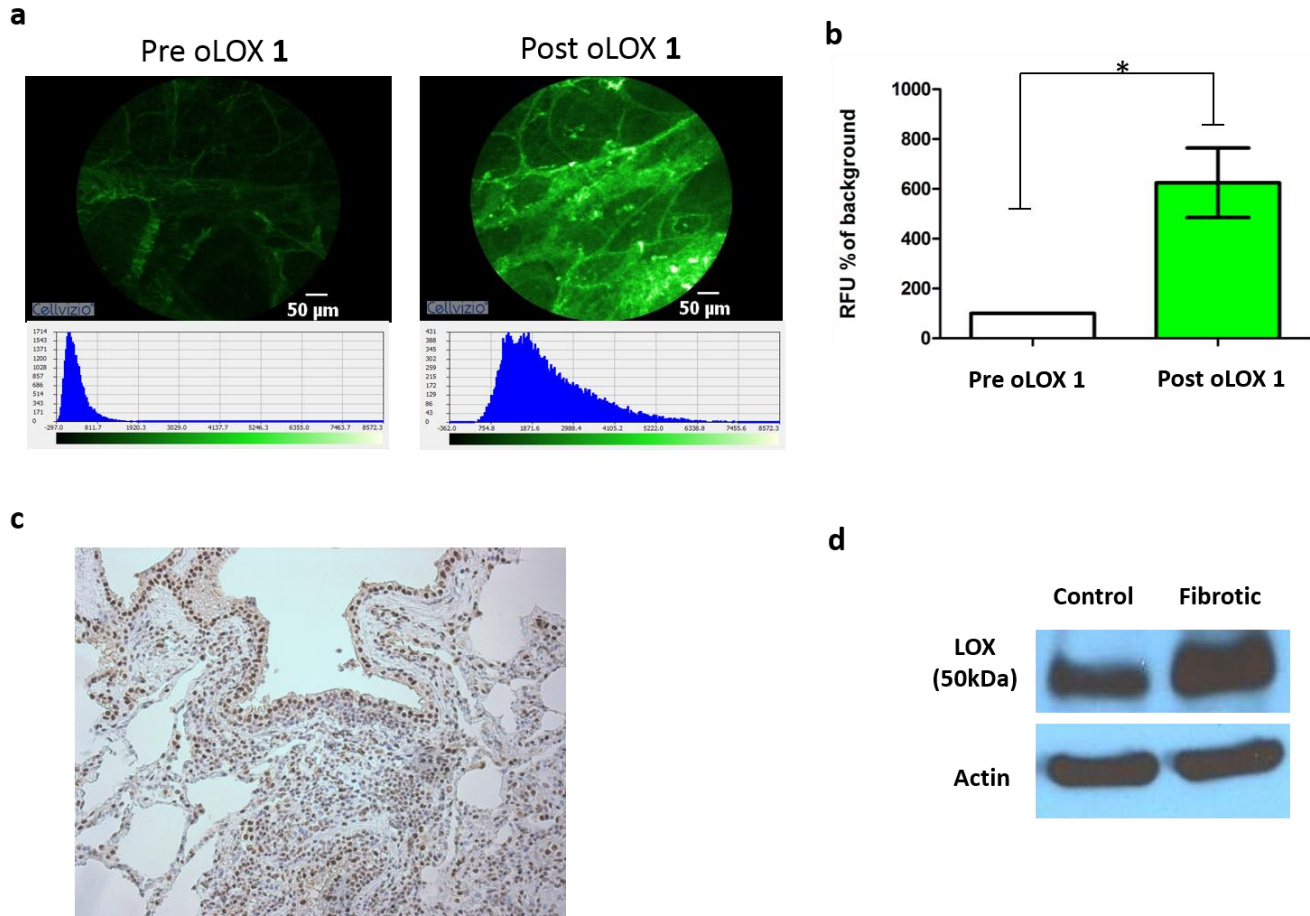 a
Pre oLOX 1
Post oLOX 1
Cellvizio
50 µm
Cellvizio
50 µm
1714
1543
1371
1200
1028
857
686
514
343
171
0
-297.0 811.7 1920.3 3029.0 4137.7 5246.3 6355.0 7463.7 8572.3
431
388
345
302
259
215
172
129
86
43
0
-362.0 754.8 1871.6 2988.4 4105.2 5222.0 6338.8 7455.6 8572.3
b
*
RFU % of background
1000
800
600
400
200
0
Pre oLOX 1
Post oLOX 1
c
d
Control Fibrotic
LOX
(50kDa)
Actin